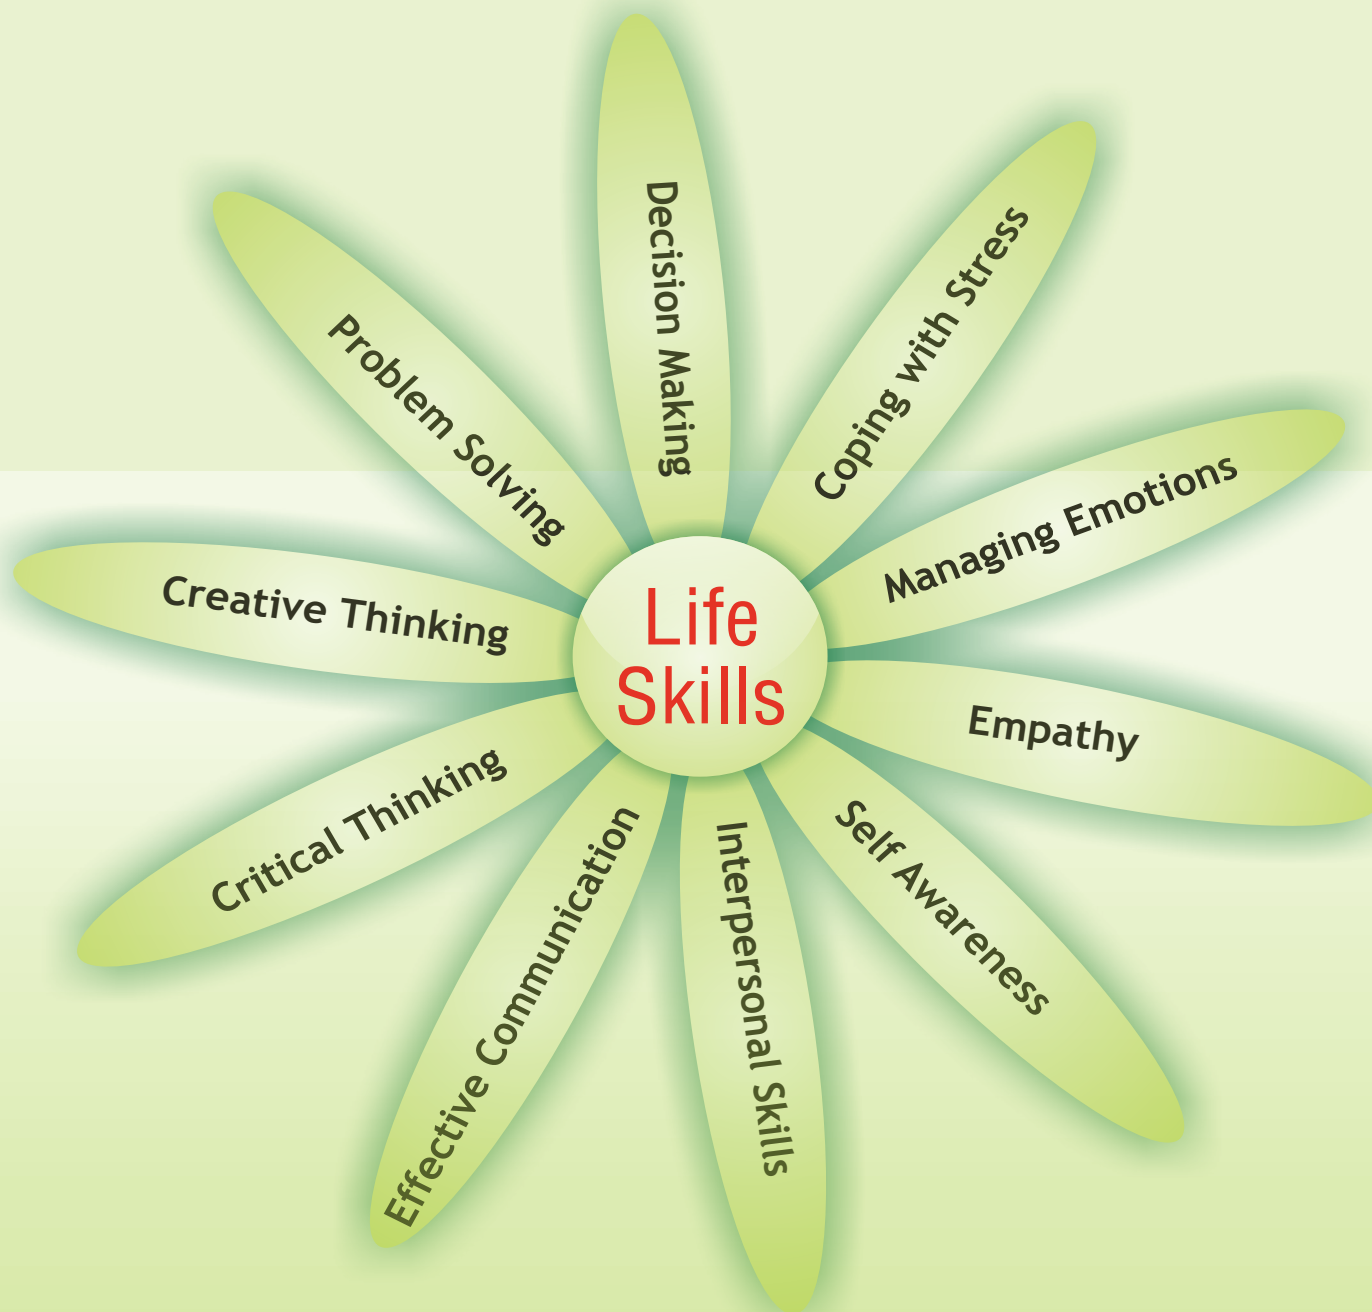 Life
Skills
Decision Making
Coping with Stress
Managing Emotions
Empathy
Self Awareness
Interpersonal Skills
Effective Communication
Critical Thinking
Creative Thinking
Problem Solving